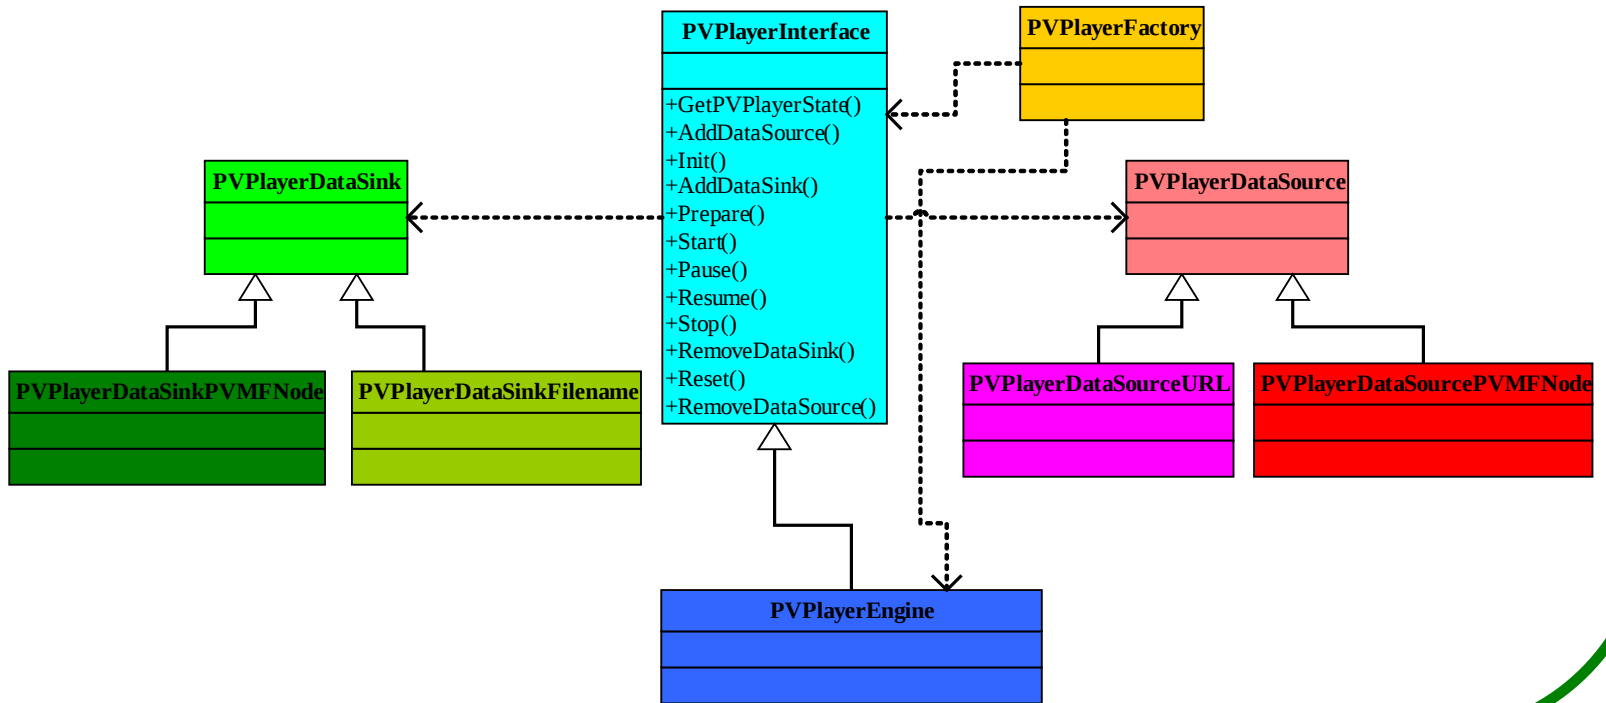 PVPlayerInterface
+GetPVPlayerState()
+AddDataSource()
+Init()
+AddDataSink()
+Prepare()
+Start()
+Pause()
+Resume()
+Stop()
+RemoveDataSink()
+Reset()
+RemoveDataSource()
PVPlayerFactory
PVPlayerDataSink
PVPlayerDataSource
PVPlayerDataSinkPVMFNode
PVPlayerDataSinkFilename
PVPlayerDataSourceURL
PVPlayerDataSourcePVMFNode
PVPlayerEngine